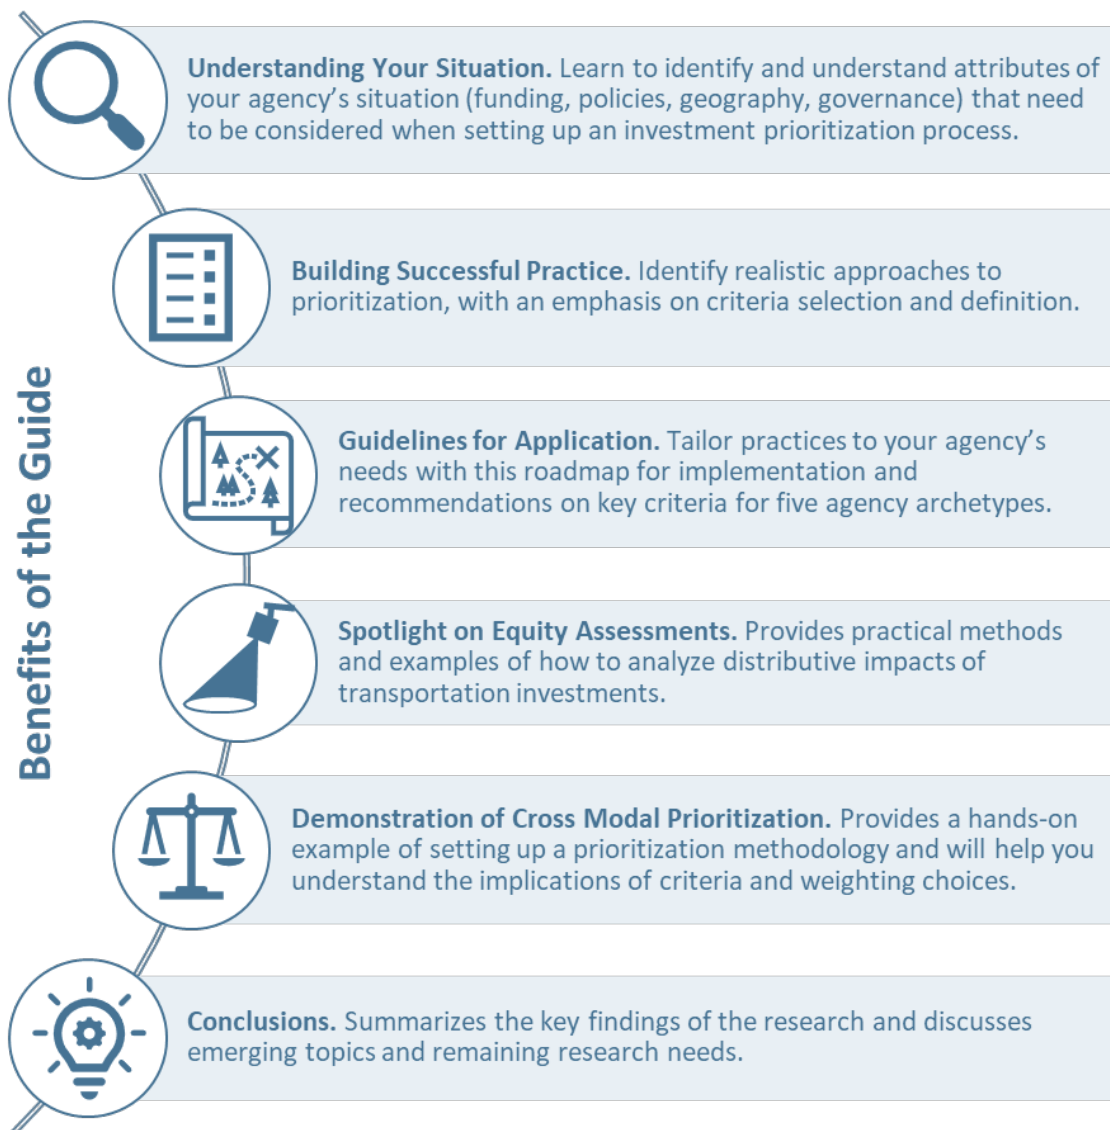 Benefits of the Guide
Understanding Your Situation. Learn to identify and understand attributes of
your agency’s situation (funding, policies, geography, governance) that need
to be considered when setting up an investment prioritization process.
Building Successful Practice. Identify realistic approaches to
prioritization, with an emphasis on criteria selection and definition.
Guidelines for Application. Tailor practices to your agency’s
needs with this roadmap for implementation and
recommendations on key criteria for five agency archetypes.
Spotlight on Equity Assessments. Provides practical methods
and examples of how to analyze distributive impacts of
transportation investments.
Demonstration of Cross Modal Prioritization. Provides a hands-on
example of setting up a prioritization methodology and will help you
understand the implications of criteria and weighting choices.
Conclusions. Summarizes the key findings of the research and discusses
emerging topics and remaining research needs.